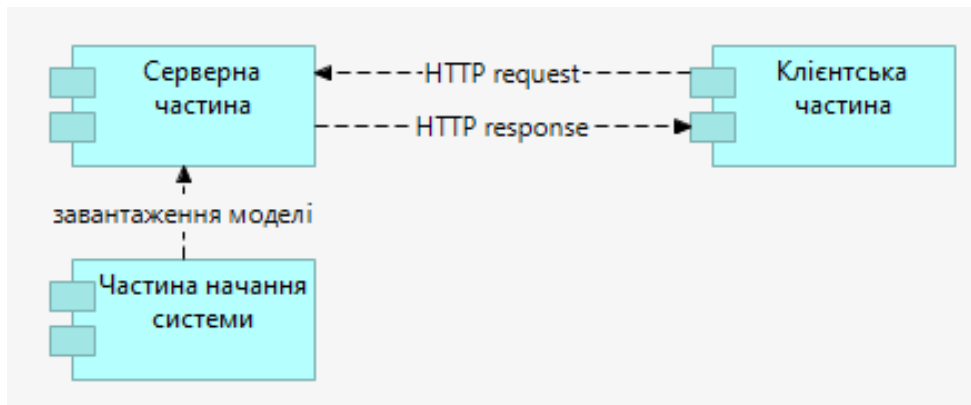 Серверна
частина
HTTP request
Клієнтська
частина
HTTP response
завантаження моделі
Частина начання
системи